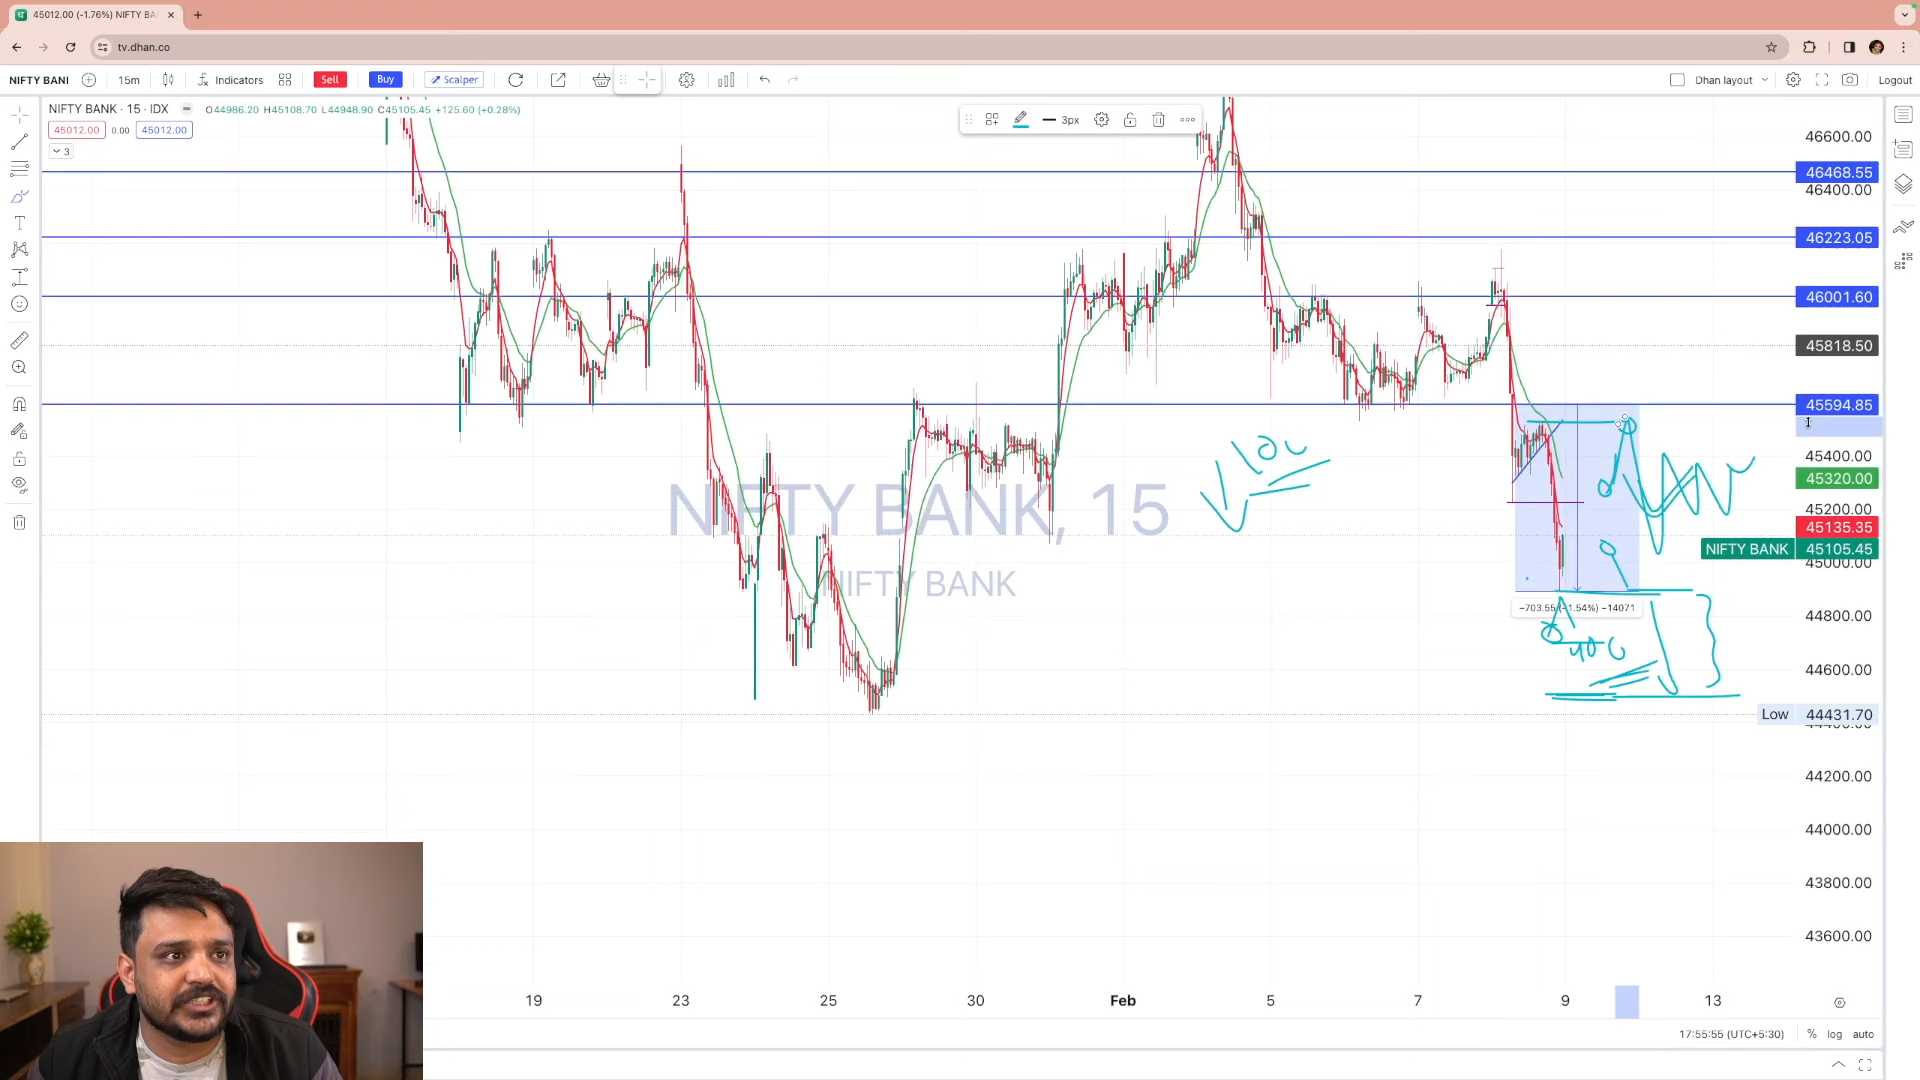 45012.00 (-1.76%) NIFTY BA
tv.dhan.co
NIFTY BANI 15m Indicators Sell Buy Scalper Dhan layout Logout
NIFTY BANK · 15 · IDX O44986.20 H45108.70 L44948.90 C45105.45 +125.60 (+0.28%)
45012.00 0.00 45012.00
3
3px
46600.00
46468.55
46400.00
46223.05
46001.60
45818.50
45594.85
45400.00
45320.00
45200.00
45135.35
NIFTY BANK 45105.45
45000.00
44800.00
44600.00
Low 44431.70
44200.00
44000.00
43800.00
43600.00
NIFTY BANK, 15
NIFTY BANK
−703.55 (−1.54%) −14071
400
19 23 25 30 Feb 5 7 9 13
17:55:55 (UTC+5:30) % log auto